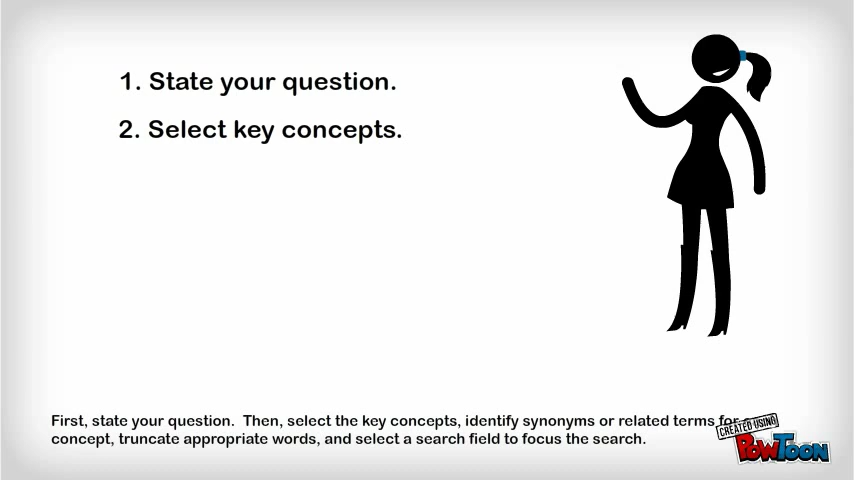 1. State your question.
2. Select key concepts.
First, state your question. Then, select the key concepts, identify synonyms or related terms for
concept, truncate appropriate words, and select a search field to focus the search.
CREATED USING
POWTOON